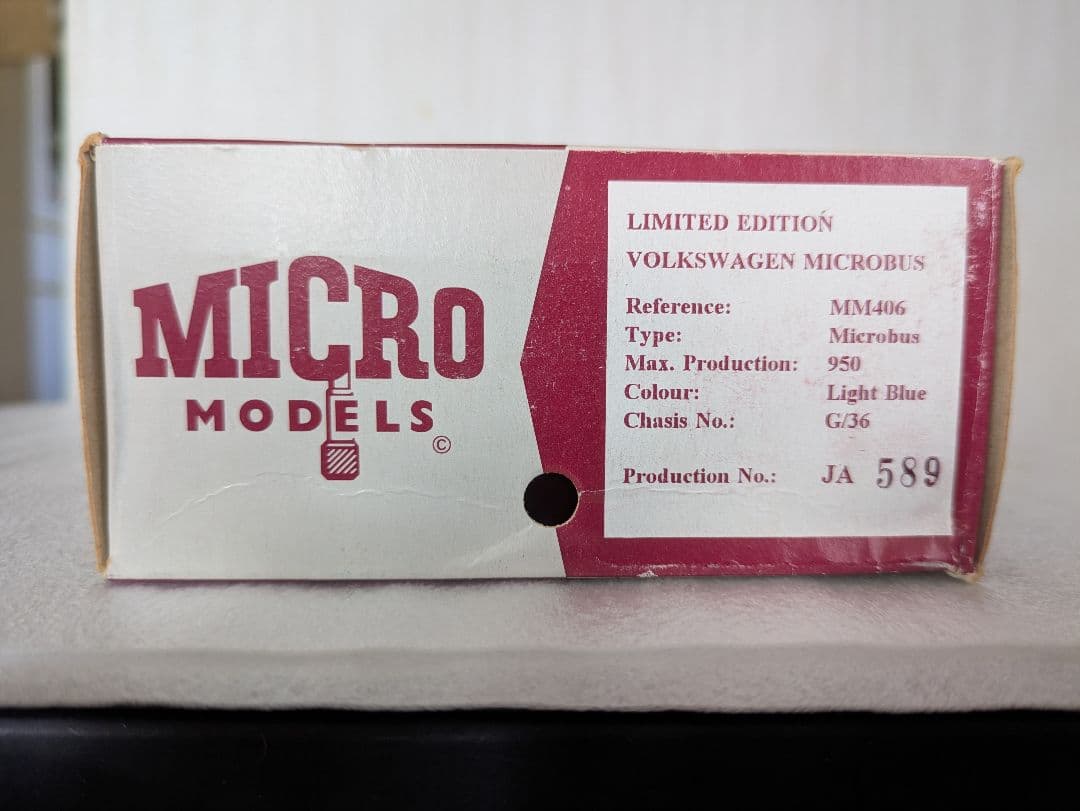 MICRO
MODELS
©
LIMITED EDITION
VOLKSWAGEN MICROBUS
Reference: MM406
Type: Microbus
Max. Production: 950
Colour: Light Blue
Chasis No.: G/36
Production No.: JA 589